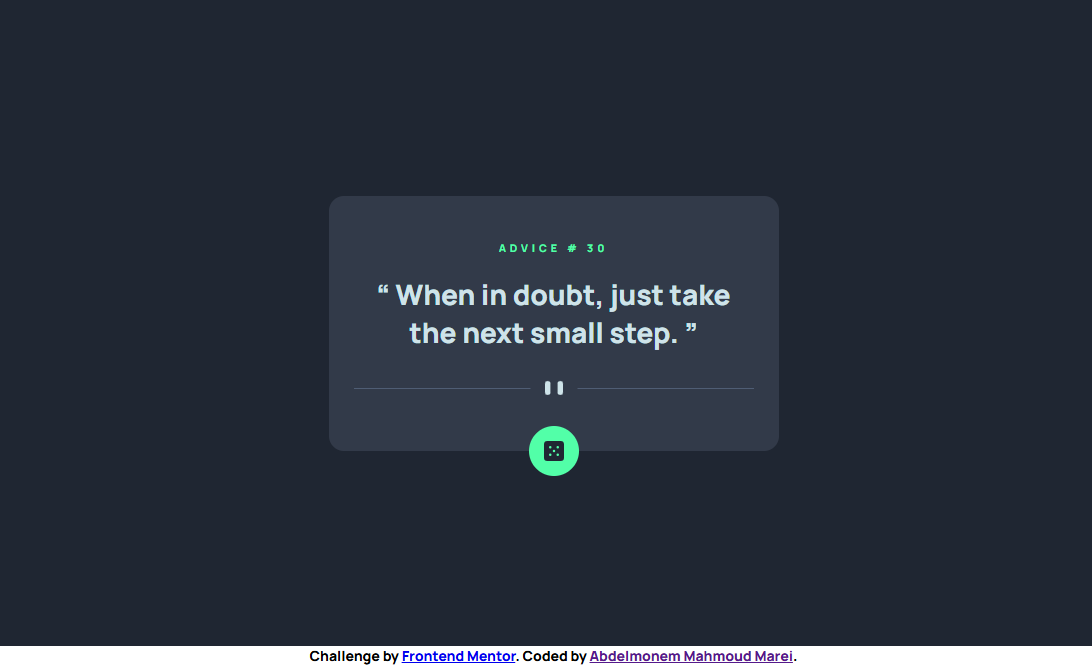 ADVICE # 30
“ When in doubt, just take
the next small step. ”
Challenge by Frontend Mentor. Coded by Abdelmonem Mahmoud Marei.